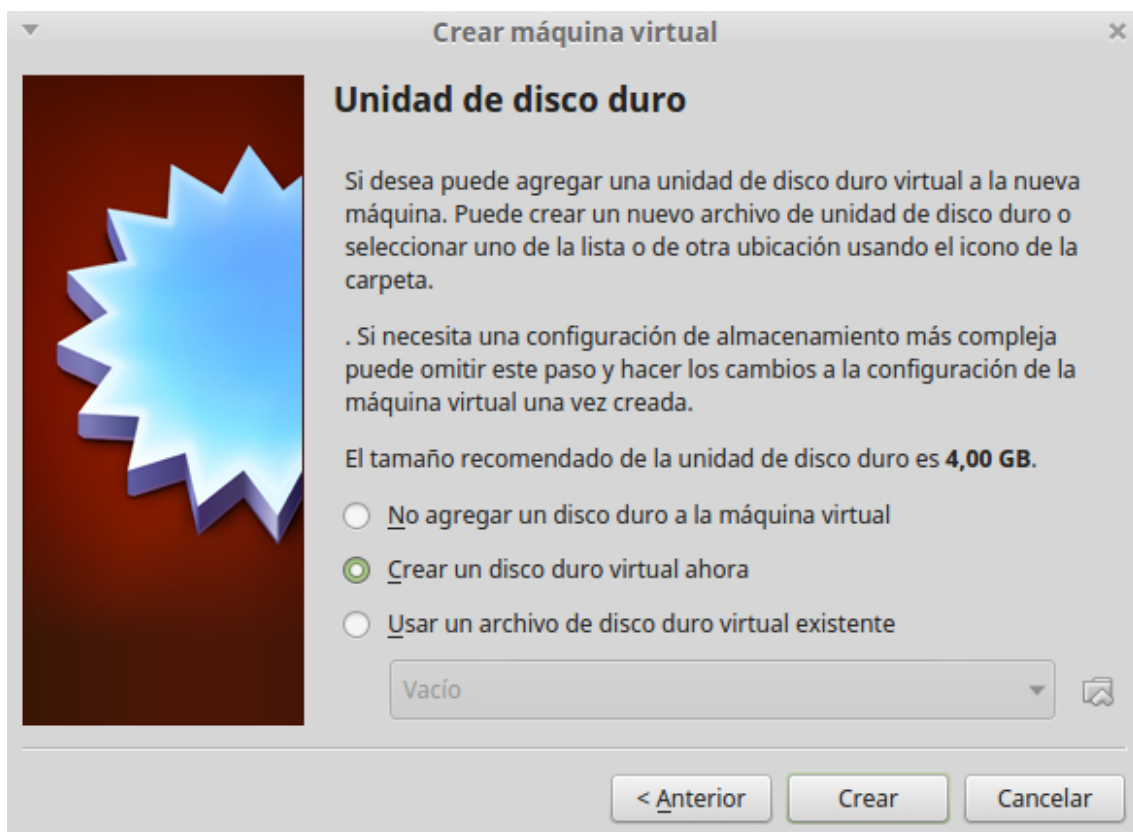 Crear máquina virtual
Unidad de disco duro
Si desea puede agregar una unidad de disco duro virtual a la nueva
máquina. Puede crear un nuevo archivo de unidad de disco duro o
seleccionar uno de la lista o de otra ubicación usando el icono de la
carpeta.
. Si necesita una configuración de almacenamiento más compleja
puede omitir este paso y hacer los cambios a la configuración de la
máquina virtual una vez creada.
El tamaño recomendado de la unidad de disco duro es 4,00 GB.
No agregar un disco duro a la máquina virtual
Crear un disco duro virtual ahora
Usar un archivo de disco duro virtual existente
Vacío
< Anterior
Crear
Cancelar